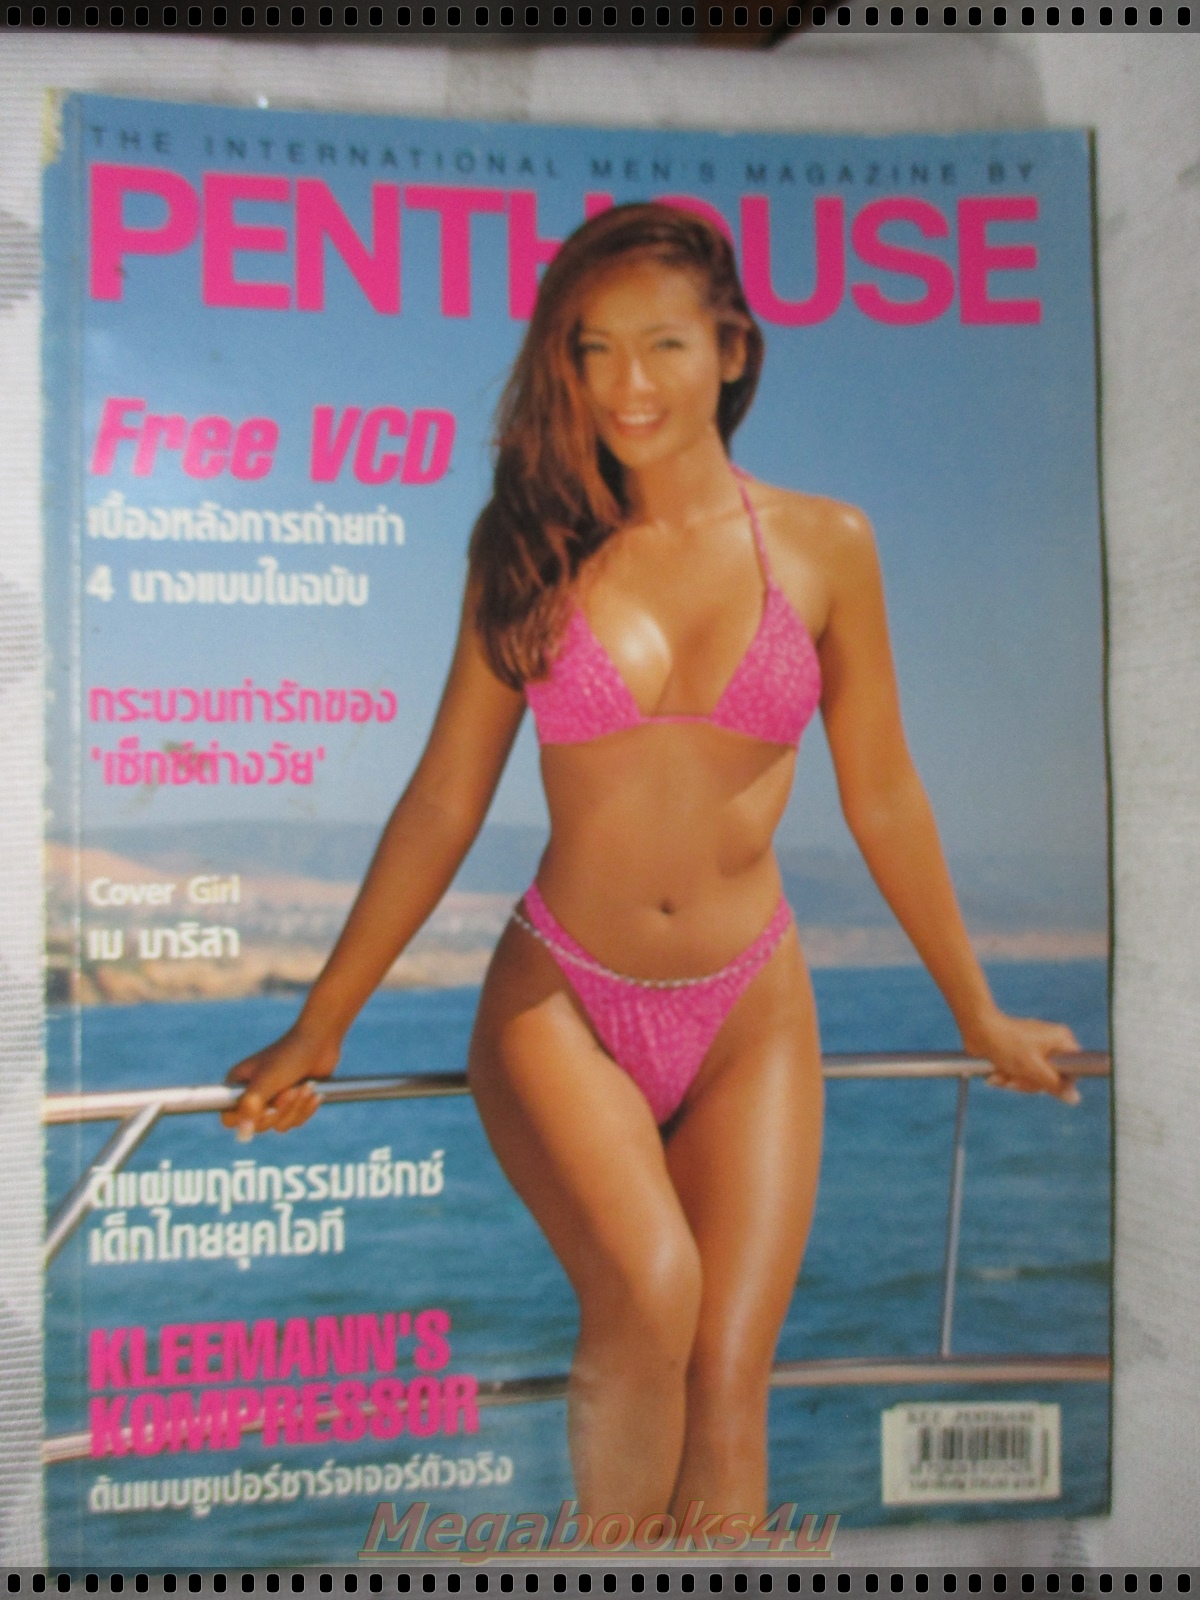 THE INTERNATIONAL MEN'S MAGAZINE BY
PENTHOUSE
Free VCD
เบื้องหลังการถ่ายทำ
4 นางแบบในฉบับ
กระบวนท่ารักของ
'เซ็กซ์ต่างวัย'
Cover Girl
เม มาริสา
ตีแผ่พฤติกรรมเซ็กซ์
เด็กไทยยุคไอที
KLEEMANN'S
KOMPRESSOR
ต้นแบบซูเปอร์ชาร์จเจอร์ตัวจริง
Megabooks4u